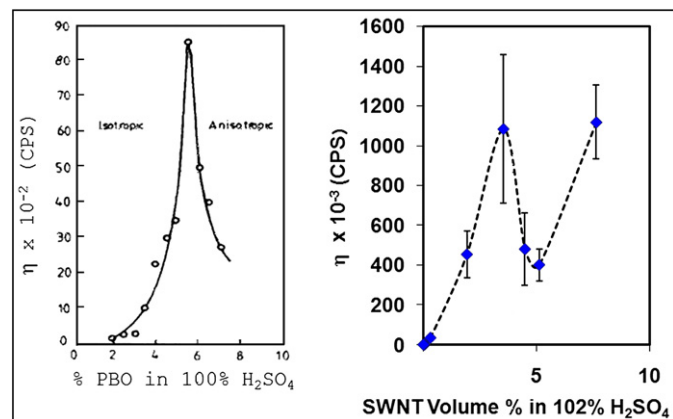 90
80
70
60
50
40
30
20
10
0
η x 10⁻² (CPS)
Isotropic
Anisotropic
0 2 4 6 8 10
% PBO in 100% H₂SO₄
1600
1400
1200
1000
800
600
400
200
0
η x 10⁻³ (CPS)
0 5 10
SWNT Volume % in 102% H₂SO₄